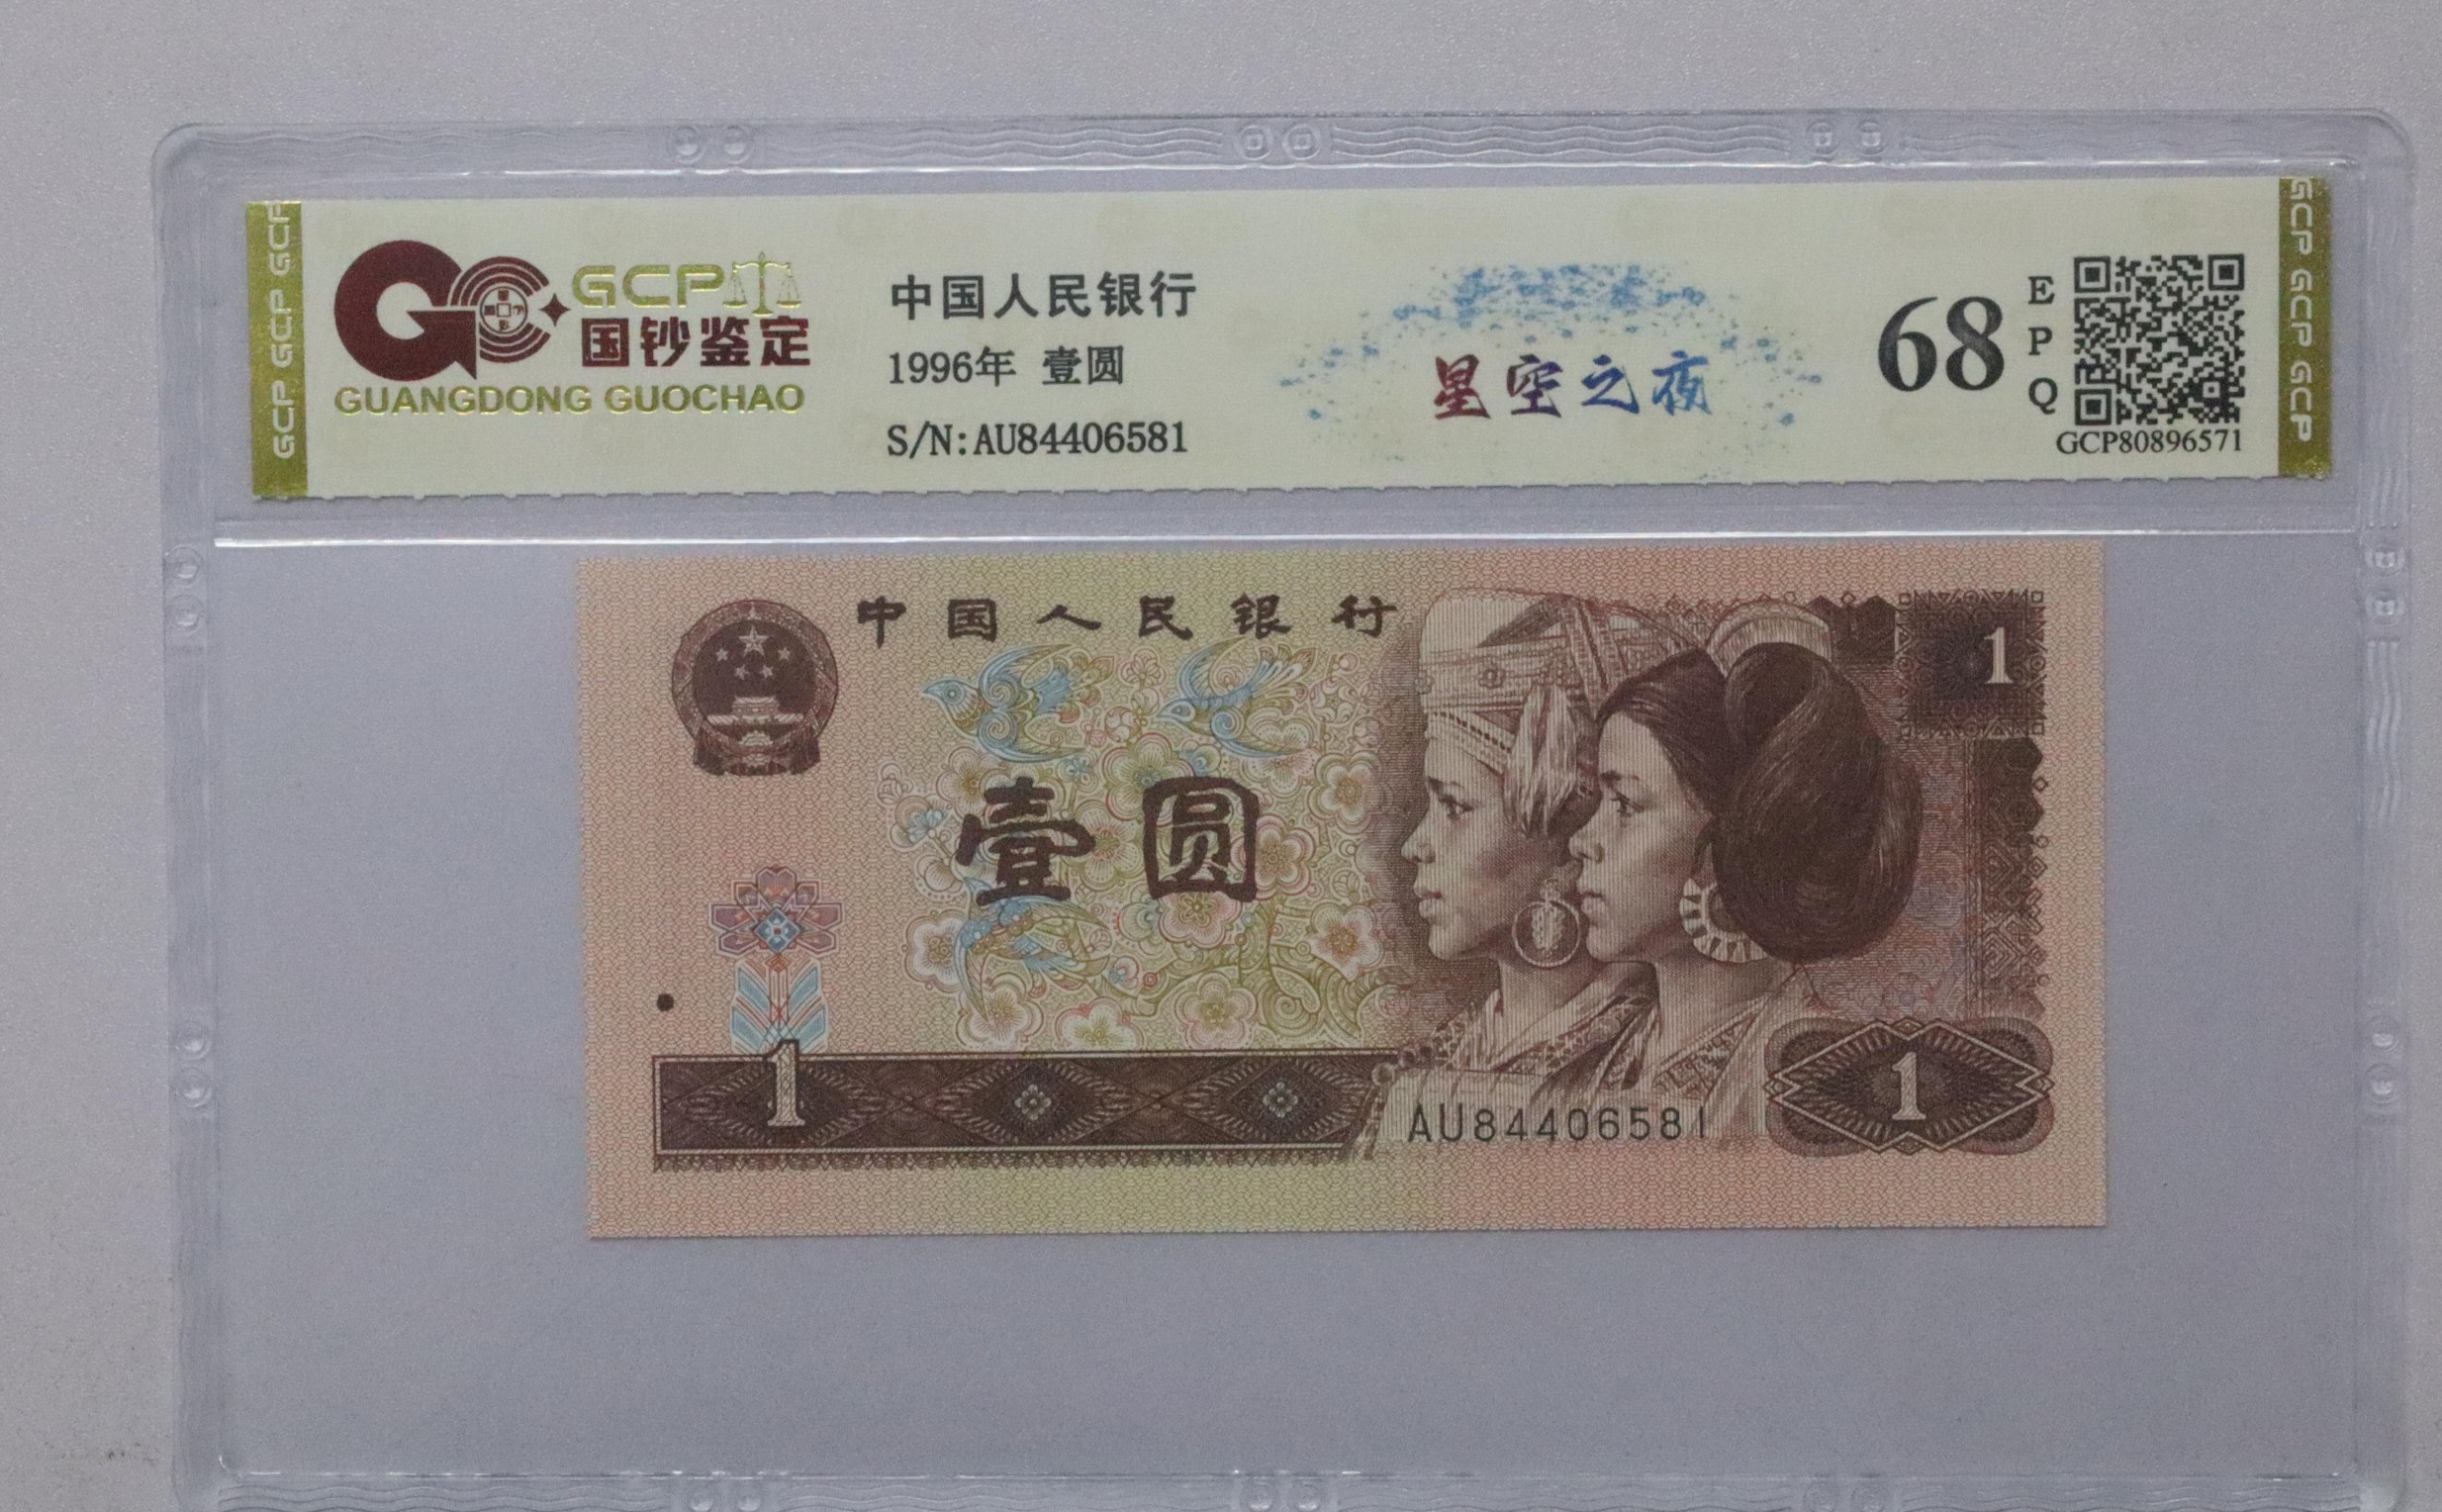 GCP GCP GCP
GCP
国钞鉴定
GUANGDONG GUOCHAO
中国人民银行
1996年 壹圆
S/N:AU84406581
星空之夜
68
E
P
Q
GCP80896571
GCP GCP GCP GCP
中国人民银行
1
壹圆
1
AU84406581
1